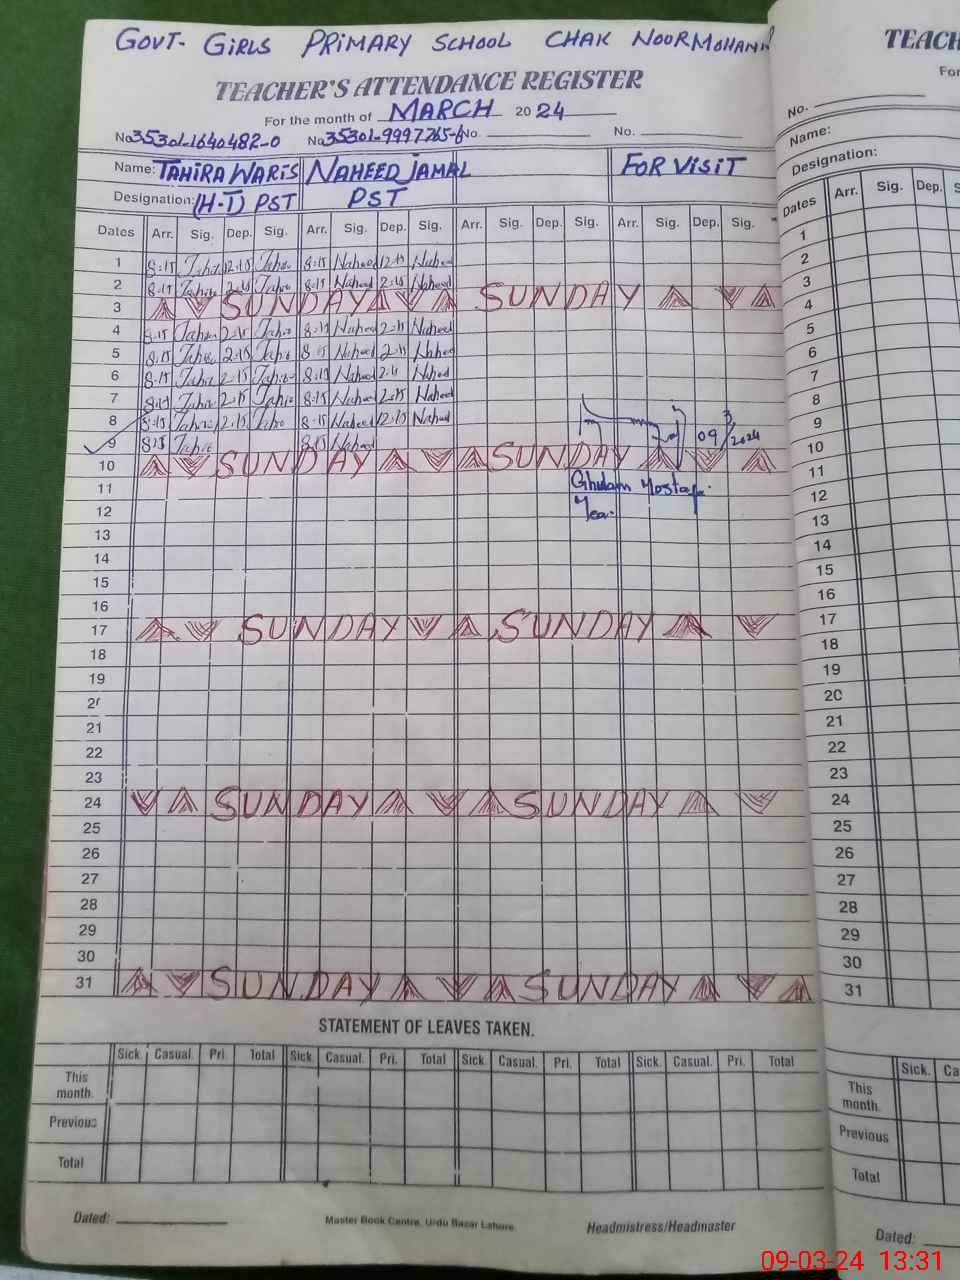 GOVT- GIRLS PRIMARY SCHOOL CHAK NOOR MOHAMM
TEACHER'S ATTENDANCE REGISTER
For the month of MARCH 2024
No. 35301-1640482-0 No. 35301-9997765-6 No. No.
Name: TAHIRA WARIS NAHEED JAMAL FOR VISIT
Designation: (H-T) PST PST
Dates Arr. Sig. Dep. Sig. Arr. Sig. Dep. Sig. Arr. Sig. Dep. Sig. Arr. Sig. Dep. Sig.
1 8:15 Tahira 12:15 Tahira 8:15 Naheed 12:15 Naheed
2 8:15 Tahira 2:15 Tahira 8:15 Naheed 2:15 Naheed
3 SUNDAY SUNDAY
4 8:15 Tahira 2:15 Tahira 8:15 Naheed 2:15 Naheed
5 8:15 Tahira 2:15 Tahira 8:15 Naheed 2:15 Naheed
6 8:15 Tahira 2:15 Tahira 8:15 Naheed 2:15 Naheed
7 8:15 Tahira 2:15 Tahira 8:15 Naheed 2:15 Naheed
8 8:15 Tahira 12:15 Tahira 8:15 Naheed 12:15 Naheed
9 8:15 Tahira 8:15 Naheed 09/3/2024
10 SUNDAY SUNDAY
11 Ghulam Mostafa
12 Mea
13
14
15
16
17 SUNDAY SUNDAY
18
19
20
21
22
23
24 SUNDAY SUNDAY
25
26
27
28
29
30
31 SUNDAY SUNDAY
STATEMENT OF LEAVES TAKEN.
Sick. Casual. Pri. Total Sick. Casual. Pri. Total Sick. Casual. Pri. Total Sick. Casual. Pri. Total
This month.
Previous
Total
Dated: Master Book Centre, Urdu Bazar Lahore. Headmistress/Headmaster
TEACH
For
No.
Name:
Designation:
Dates Arr. Sig. Dep. S
1
2
3
4
5
6
7
8
9
10
11
12
13
14
15
16
17
18
19
20
21
22
23
24
25
26
27
28
29
30
31
Sick. Ca
This month.
Previous
Total
Dated:
09-03-24 13:31